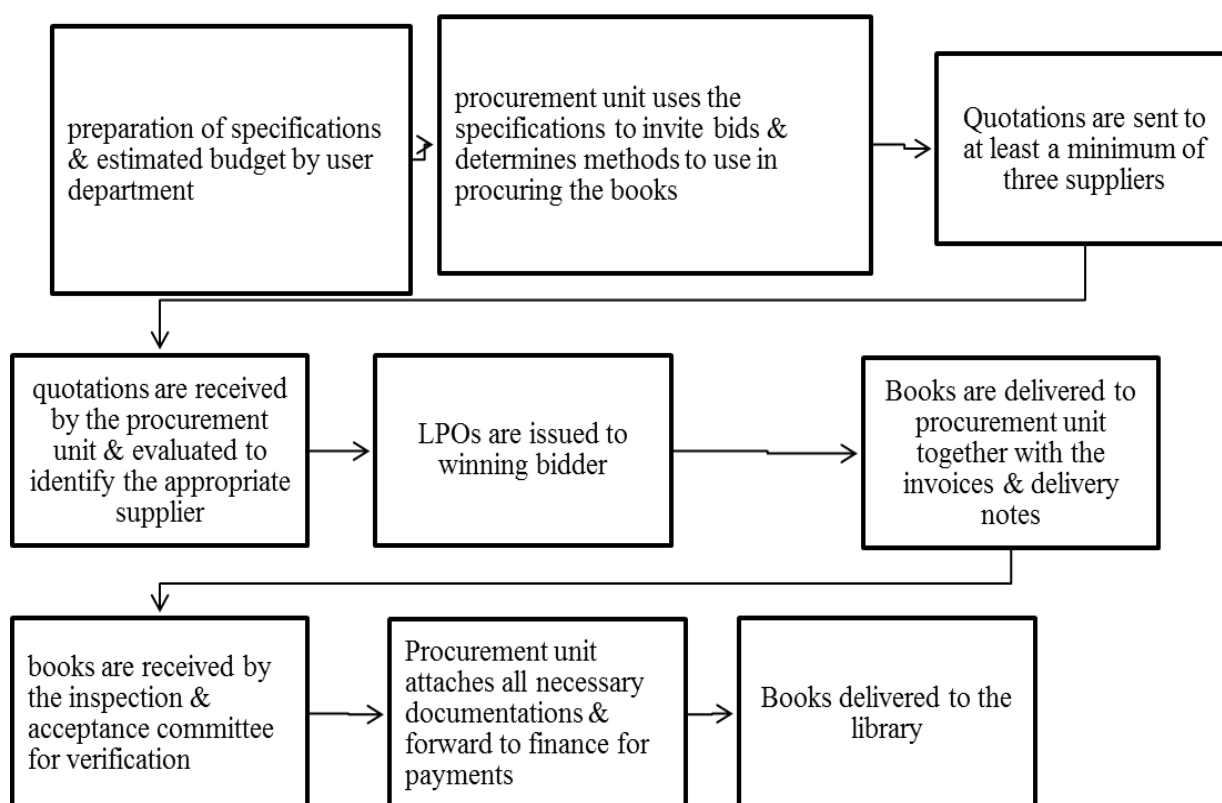 preparation of specifications
& estimated budget by user
department
procurement unit uses the
specifications to invite bids &
determines methods to use in
procuring the books
Quotations are sent to
at least a minimum of
three suppliers
quotations are received
by the procurement
unit & evaluated to
identify the appropriate
supplier
LPOs are issued to
winning bidder
Books are delivered to
procurement unit
together with the
invoices & delivery
notes
books are received by
the inspection &
acceptance committee
for verification
Procurement unit
attaches all necessary
documentations &
forward to finance for
payments
Books delivered to the
library